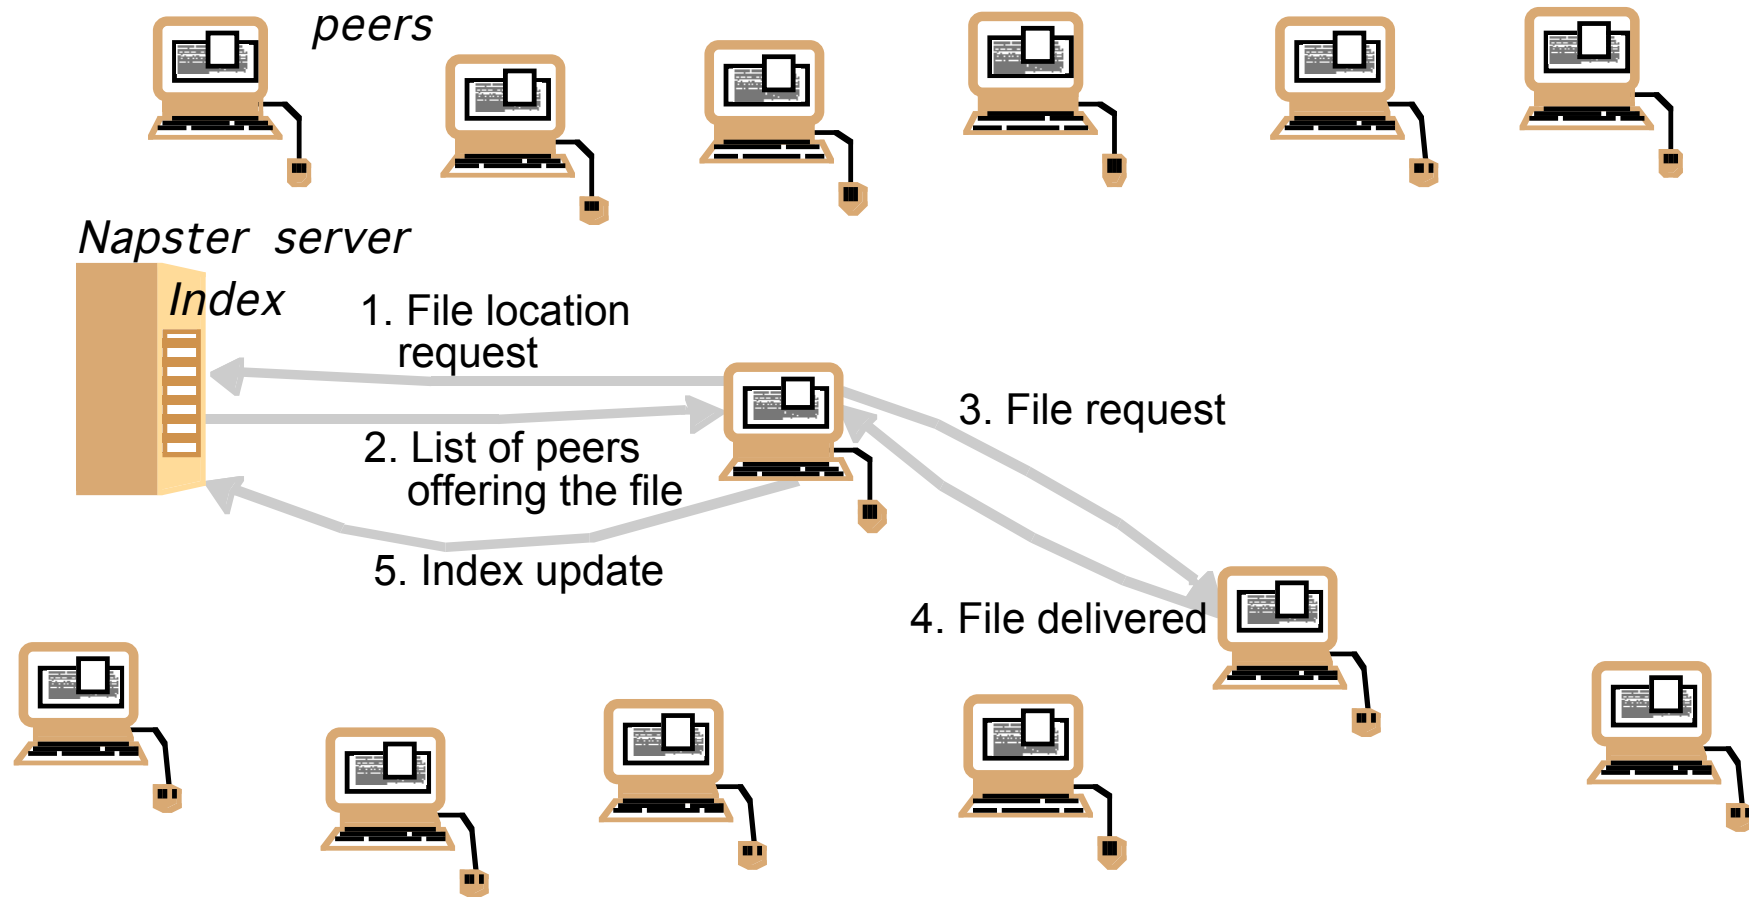 peers
Napster server
Index
1. File location
request
2. List of peers
offering the file
3. File request
5. Index update
4. File delivered